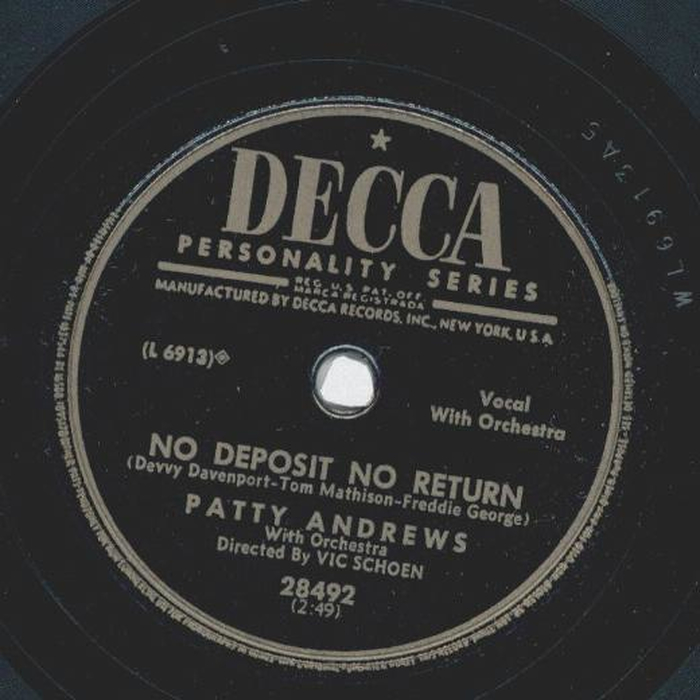 DECCA
PERSONALITY SERIES
REG. U.S. PAT. OFF.
MARCA REGISTRADA
MANUFACTURED BY DECCA RECORDS, INC., NEW YORK, U.S.A.
(L 6913)
Vocal
With Orchestra
NO DEPOSIT NO RETURN
(Devvy Davenport-Tom Mathison-Freddie George)
PATTY ANDREWS
With Orchestra
Directed By VIC SCHOEN
28492
(2:49)
W L 6913 A5